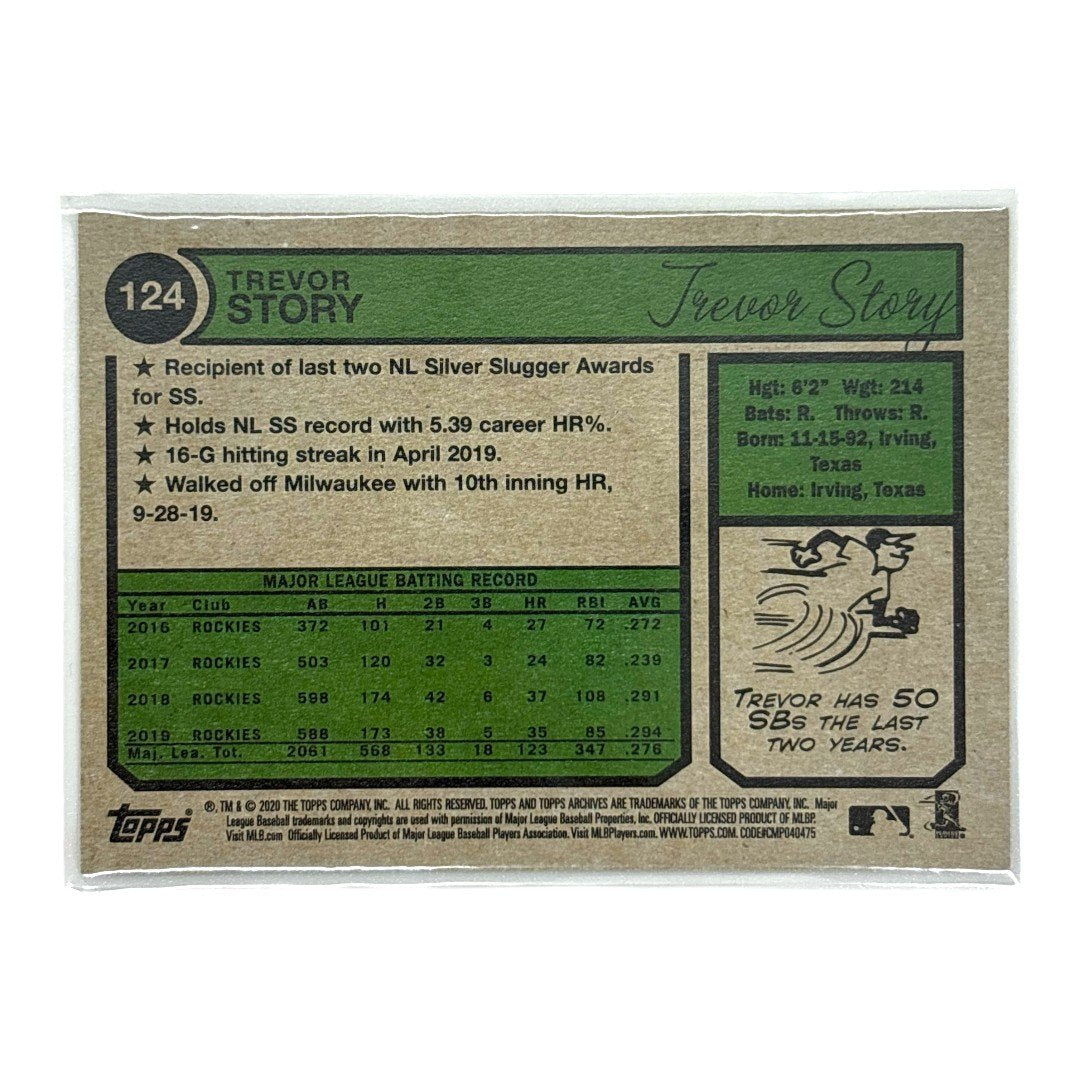 124
TREVOR
STORY
Trevor Story
★ Recipient of last two NL Silver Slugger Awards
for SS.
★ Holds NL SS record with 5.39 career HR%.
★ 16-G hitting streak in April 2019.
★ Walked off Milwaukee with 10th inning HR,
9-28-19.
Hgt: 6'2" Wgt: 214
Bats: R. Throws: R.
Born: 11-15-92, Irving,
Texas
Home: Irving, Texas
MAJOR LEAGUE BATTING RECORD
Year Club AB H 2B 3B HR RBI AVG
2016 ROCKIES 372 101 21 4 27 72 .272
2017 ROCKIES 503 120 32 3 24 82 .239
2018 ROCKIES 598 174 42 6 37 108 .291
2019 ROCKIES 588 173 38 5 35 85 .294
Maj. Lea. Tot. 2061 568 133 18 123 347 .276
TREVOR HAS 50
SBS THE LAST
TWO YEARS.
TOPPS
®, TM & © 2020 THE TOPPS COMPANY, INC. ALL RIGHTS RESERVED. TOPPS AND TOPPS ARCHIVES ARE TRADEMARKS OF THE TOPPS COMPANY, INC. Major
League Baseball trademarks and copyrights are used with permission of Major League Baseball Properties, Inc. OFFICIALLY LICENSED PRODUCT OF MLBP.
Visit MLB.com Officially Licensed Product of Major League Baseball Players Association. Visit MLBPlayers.com. WWW.TOPPS.COM. CODE#CMP040475